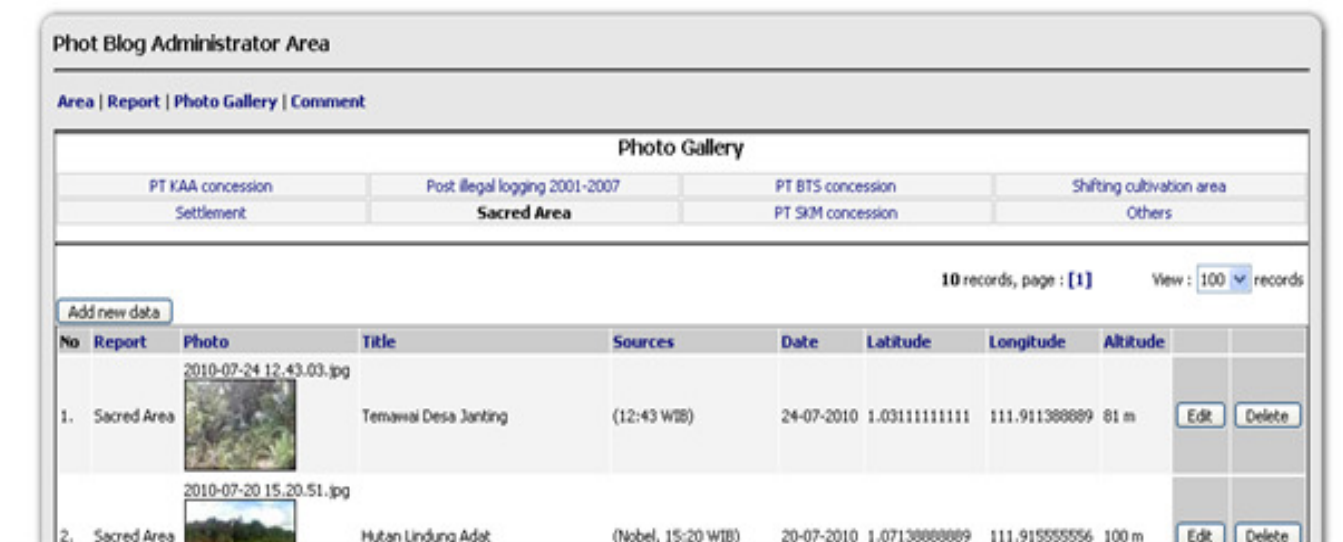 Phot Blog Administrator Area
Area | Report | Photo Gallery | Comment
Photo Gallery
PT KAA concession Post illegal logging 2001-2007 PT BTS concession Shifting cultivation area
Settlement Sacred Area PT SKM concession Others
10 records, page : [1] View : 100 records
Add new data
No Report Photo Title Sources Date Latitude Longitude Altitude
2010-07-24 12.43.03.jpg
1. Sacred Area Temawai Desa Janting (12:43 WIB) 24-07-2010 1.03111111111 111.911388889 81 m Edit Delete
2010-07-20 15.20.51.jpg
2. Sacred Area Hutan Lindung Adat (Nobel, 15:20 WIB) 20-07-2010 1.07138888889 111.915555556 100 m Edit Delete